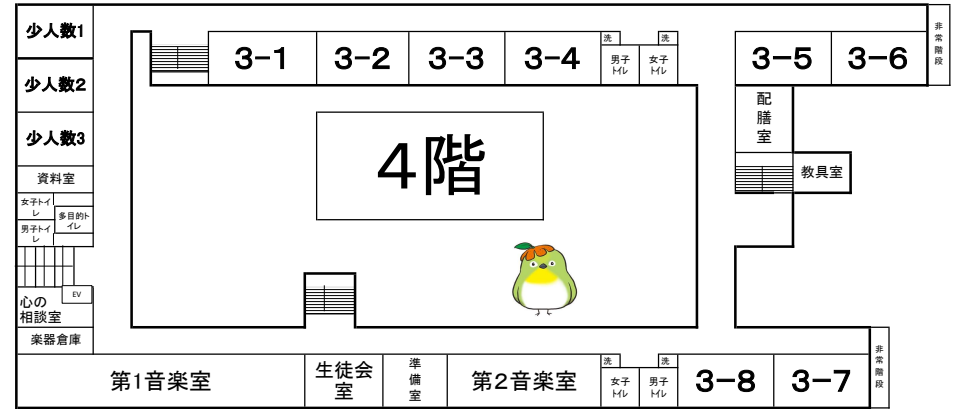 少人数1
少人数2
少人数3
資料室
女子トイ
レ
多目的ト
イレ
男子トイ
レ
EV
心の
相談室
楽器倉庫
3-1
3-2
3-3
3-4
洗
男子
トイレ
洗
女子
トイレ
3-5
3-6
非常階段
配膳室
教具室
4階
第1音楽室
生徒会
室
準備室
第2音楽室
洗
女子
トイレ
洗
男子
トイレ
3-8
3-7
非常階段